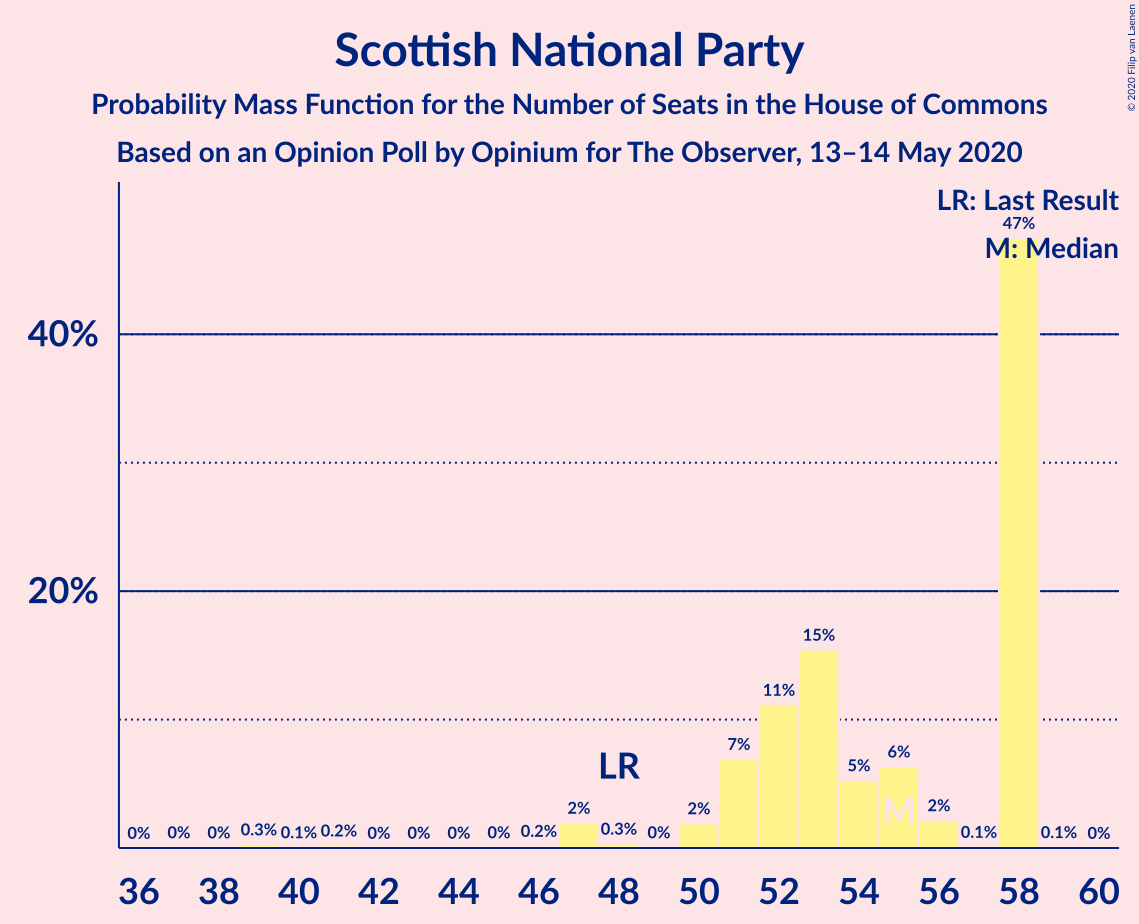 Scottish National Party
Probability Mass Function for the Number of Seats in the House of Commons
Based on an Opinion Poll by Opinium for The Observer, 13–14 May 2020
© 2020 Filip van Laenen
LR: Last Result
47%
M: Median
40%
20%
15%
11%
7%
LR
5%
6%
M
0% 0% 0% 0.3% 0.1% 0.2% 0% 0% 0% 0% 0.2% 2% 0.3% 0% 2% 2% 0.1% 0.1% 0%
36 38 40 42 44 46 48 50 52 54 56 58 60